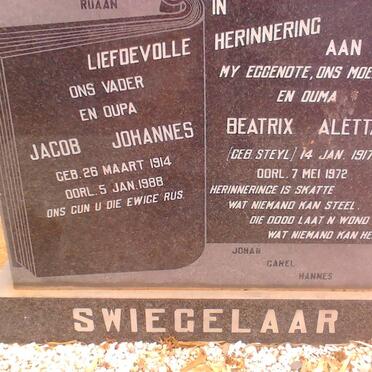 RUAAN
LIEFDEVOLLE
ONS VADER
EN OUPA
JACOB JOHANNES
GEB. 26 MAART 1914
OORL. 5 JAN. 1988
ONS GUN U DIE EWIGE RUS.
IN
HERINNERING
AAN
MY EGGENOTE, ONS MOE
EN OUMA
BEATRIX ALETTA
(GEB. STEYL) 14 JAN. 1917
OORL. 7 MEI 1972
HERINNERINGE IS SKATTE
WAT NIEMAND KAN STEEL.
DIE DOOD LAAT N WOND
WAT NIEMAND KAN HE
JOHAN
CAREL
HANNES
SWIEGELAAR